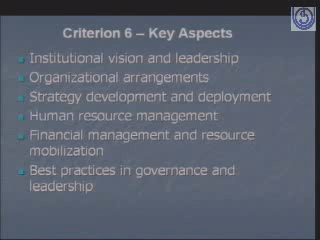 Criterion 6 – Key Aspects
Institutional vision and leadership
Organizational arrangements
Strategy development and deployment
Human resource management
Financial management and resource
mobilization
Best practices in governance and
leadership